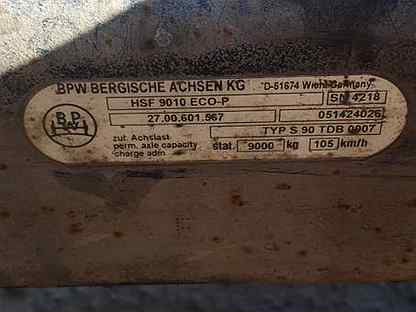 BPW BERGISCHE ACHSEN KG D-51674 Wiehl Germany
HSF 9010 ECO-P SN 4218
27.00.601.567 051424026
B.P.W
TYP S 90 TDB 0007
zul. Achslast
perm. axle capacity stat. 9000 kg 105 km/h
charge adm